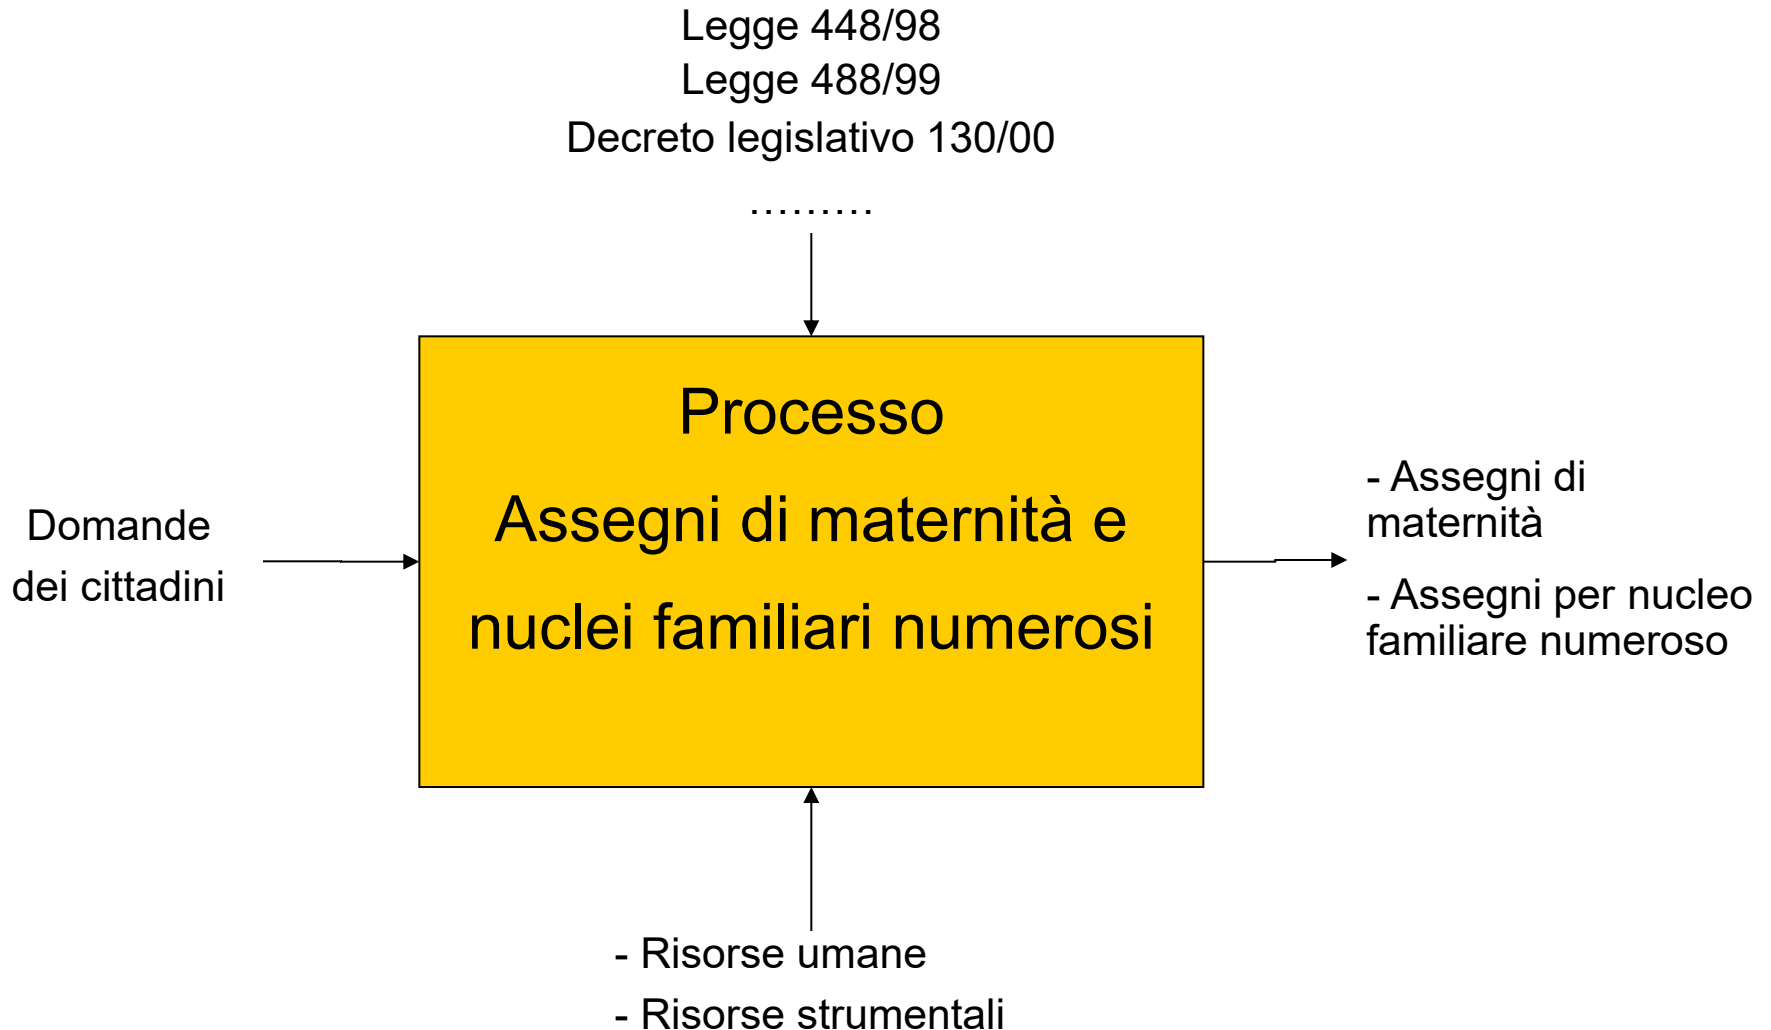 Legge 448/98
Legge 488/99
Decreto legislativo 130/00
………
Processo
Assegni di maternità e
nuclei familiari numerosi
Domande
dei cittadini
- Assegni di
maternità
- Assegni per nucleo
familiare numeroso
- Risorse umane
- Risorse strumentali